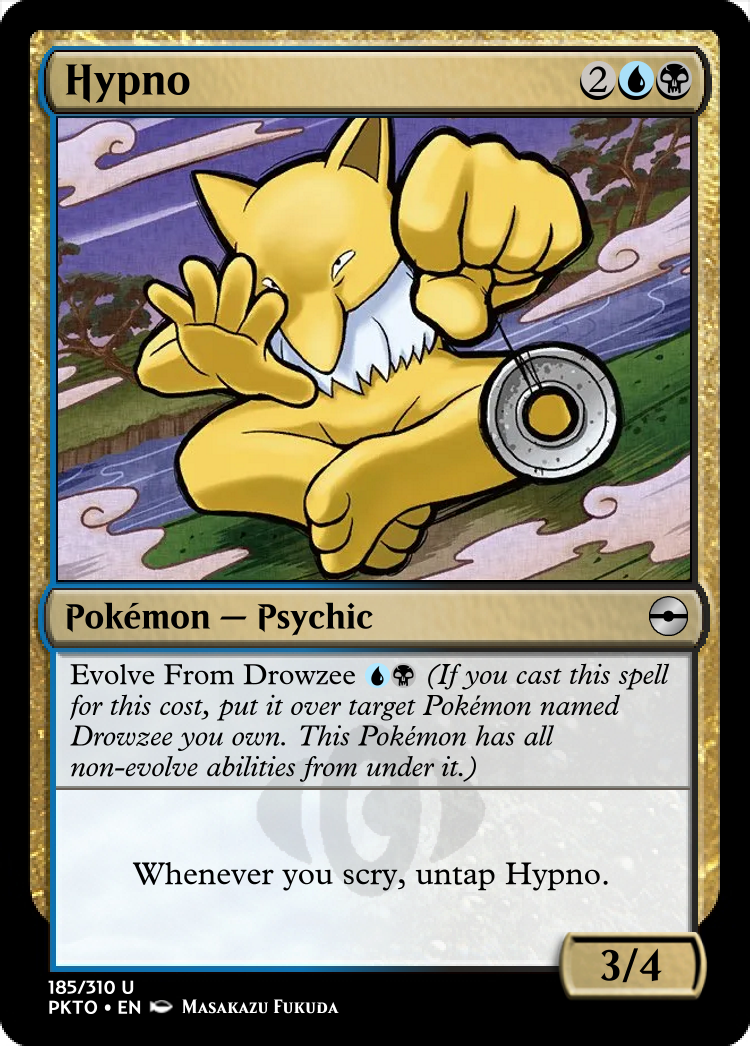 Hypno 2
Pokémon — Psychic
Evolve From Drowzee (If you cast this spell
for this cost, put it over target Pokémon named
Drowzee you own. This Pokémon has all
non-evolve abilities from under it.)
Whenever you scry, untap Hypno.
3/4
185/310 U
PKTO • EN Masakazu Fukuda